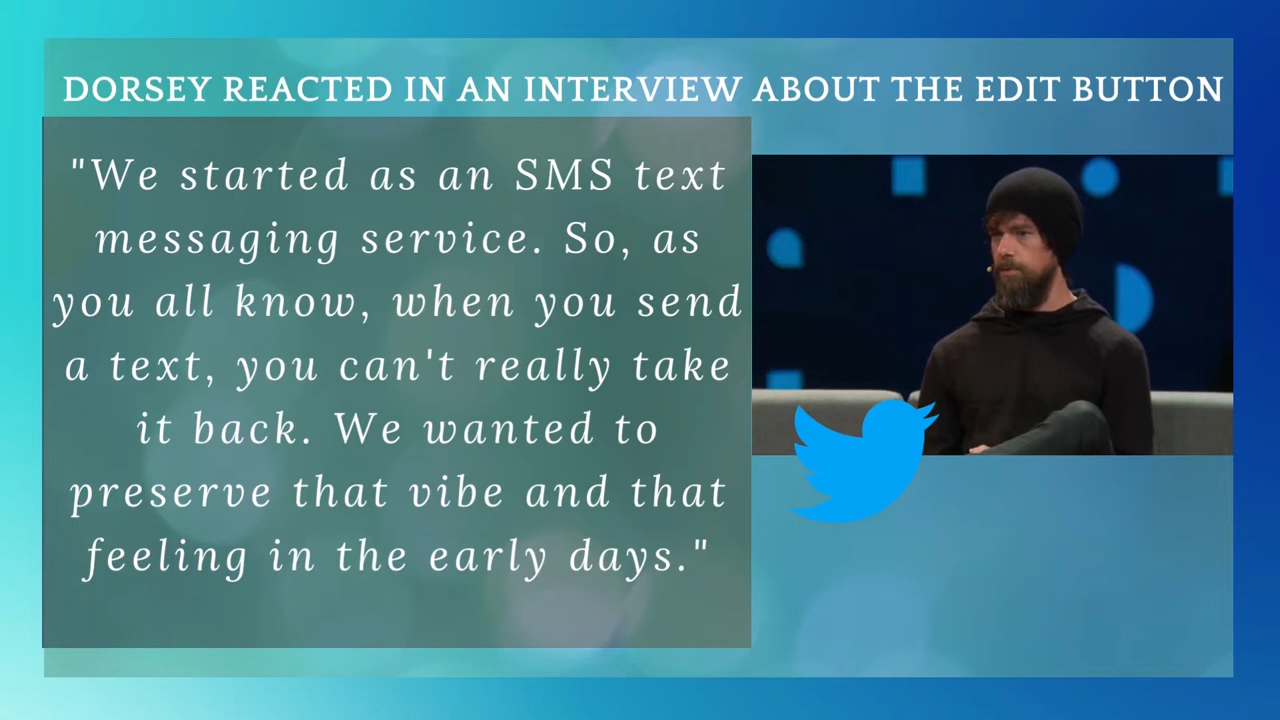 DORSEY REACTED IN AN INTERVIEW ABOUT THE EDIT BUTTON
"We started as an SMS text
messaging service. So, as
you all know, when you send
a text, you can't really take
it back. We wanted to
preserve that vibe and that
feeling in the early days."